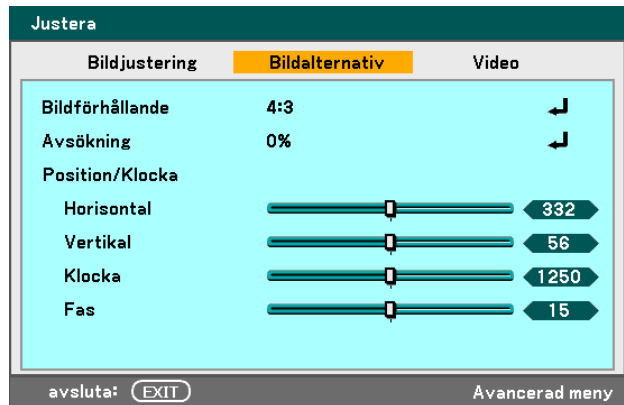 Justera
Bildjustering Bildalternativ Video
Bildförhållande 4:3
Avsökning 0%
Position/Klocka
Horisontal 332
Vertikal 56
Klocka 1250
Fas 15
avsluta: EXIT Avancerad meny